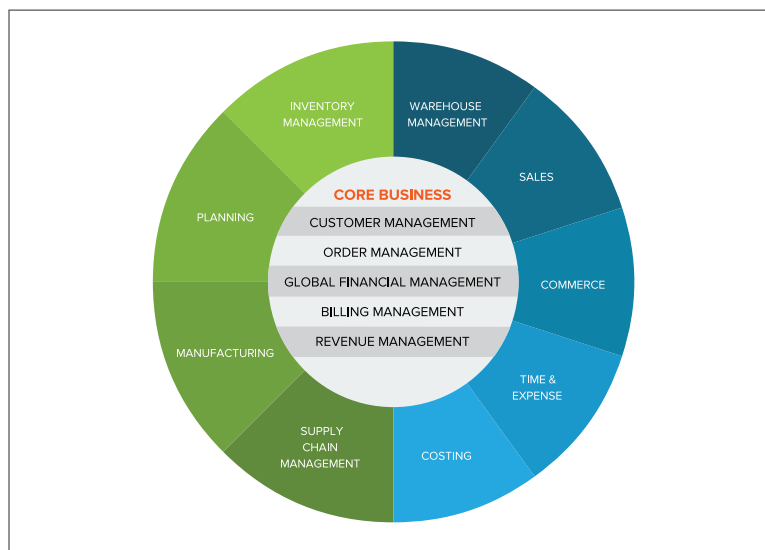 INVENTORY
MANAGEMENT
WAREHOUSE
MANAGEMENT
SALES
COMMERCE
TIME &
EXPENSE
COSTING
SUPPLY
CHAIN
MANAGEMENT
MANUFACTURING
PLANNING
CORE BUSINESS
CUSTOMER MANAGEMENT
ORDER MANAGEMENT
GLOBAL FINANCIAL MANAGEMENT
BILLING MANAGEMENT
REVENUE MANAGEMENT